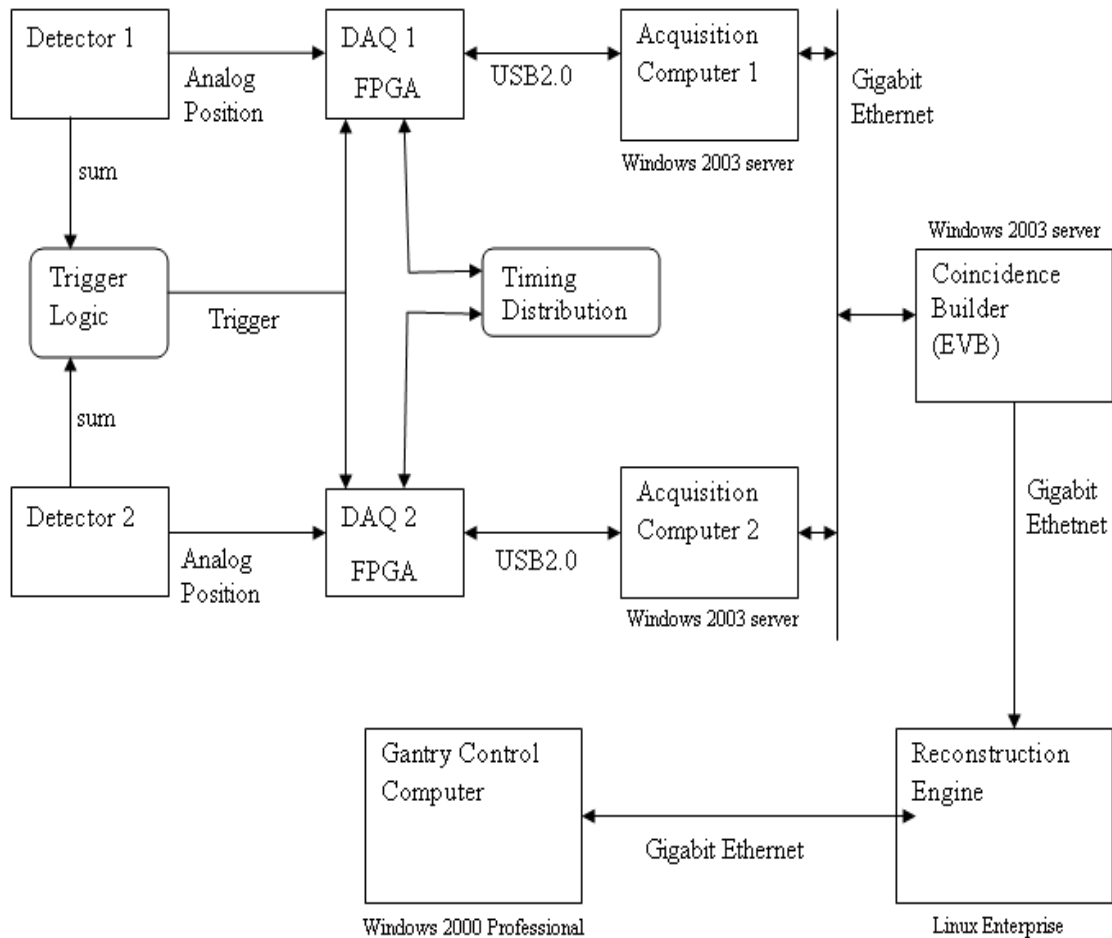 Detector 1
DAQ 1
FPGA
Acquisition
Computer 1
USB2.0
Analog
Position
Gigabit
Ethernet
Windows 2003 server
sum
Windows 2003 server
Trigger
Logic
Trigger
Timing
Distribution
Coincidence
Builder
(EVB)
sum
Detector 2
DAQ 2
FPGA
Acquisition
Computer 2
USB2.0
Analog
Position
Windows 2003 server
Gigabit
Ethetnet
Gantry Control
Computer
Reconstruction
Engine
Gigabit Ethernet
Windows 2000 Professional
Linux Enterprise